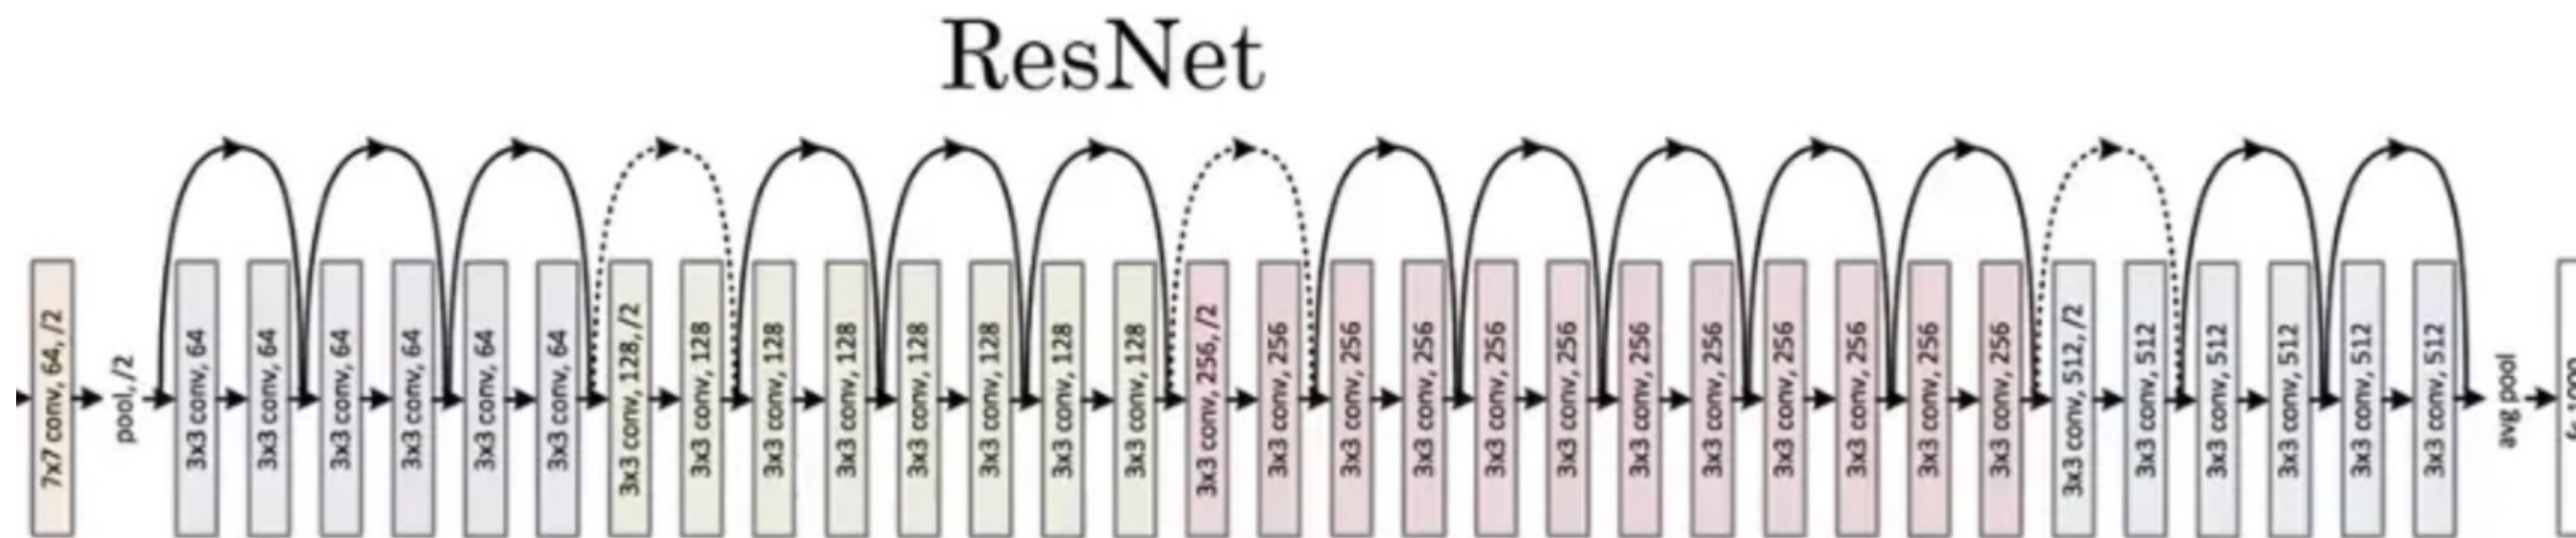 ResNet
7x7 conv, 64, /2
pool, /2
3x3 conv, 64
3x3 conv, 64
3x3 conv, 64
3x3 conv, 64
3x3 conv, 64
3x3 conv, 64
3x3 conv, 128, /2
3x3 conv, 128
3x3 conv, 128
3x3 conv, 128
3x3 conv, 128
3x3 conv, 128
3x3 conv, 128
3x3 conv, 128
3x3 conv, 256, /2
3x3 conv, 256
3x3 conv, 256
3x3 conv, 256
3x3 conv, 256
3x3 conv, 256
3x3 conv, 256
3x3 conv, 256
3x3 conv, 256
3x3 conv, 256
3x3 conv, 256
3x3 conv, 256
3x3 conv, 512, /2
3x3 conv, 512
3x3 conv, 512
3x3 conv, 512
3x3 conv, 512
3x3 conv, 512
avg pool